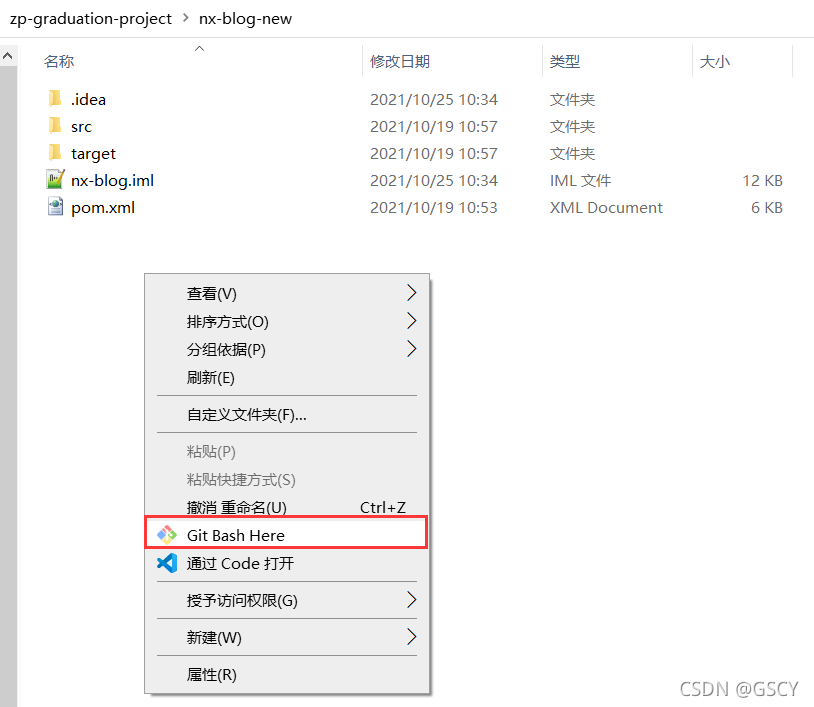 zp-graduation-project > nx-blog-new
名称 修改日期 类型 大小
.idea 2021/10/25 10:34 文件夹
src 2021/10/19 10:57 文件夹
target 2021/10/19 10:57 文件夹
nx-blog.iml 2021/10/25 10:34 IML 文件 12 KB
pom.xml 2021/10/19 10:53 XML Document 6 KB
查看(V)
排序方式(O)
分组依据(P)
刷新(E)
自定义文件夹(F)...
粘贴(P)
粘贴快捷方式(S)
撤消 重命名(U) Ctrl+Z
Git Bash Here
通过 Code 打开
授予访问权限(G)
新建(W)
属性(R)
CSDN @GSCY